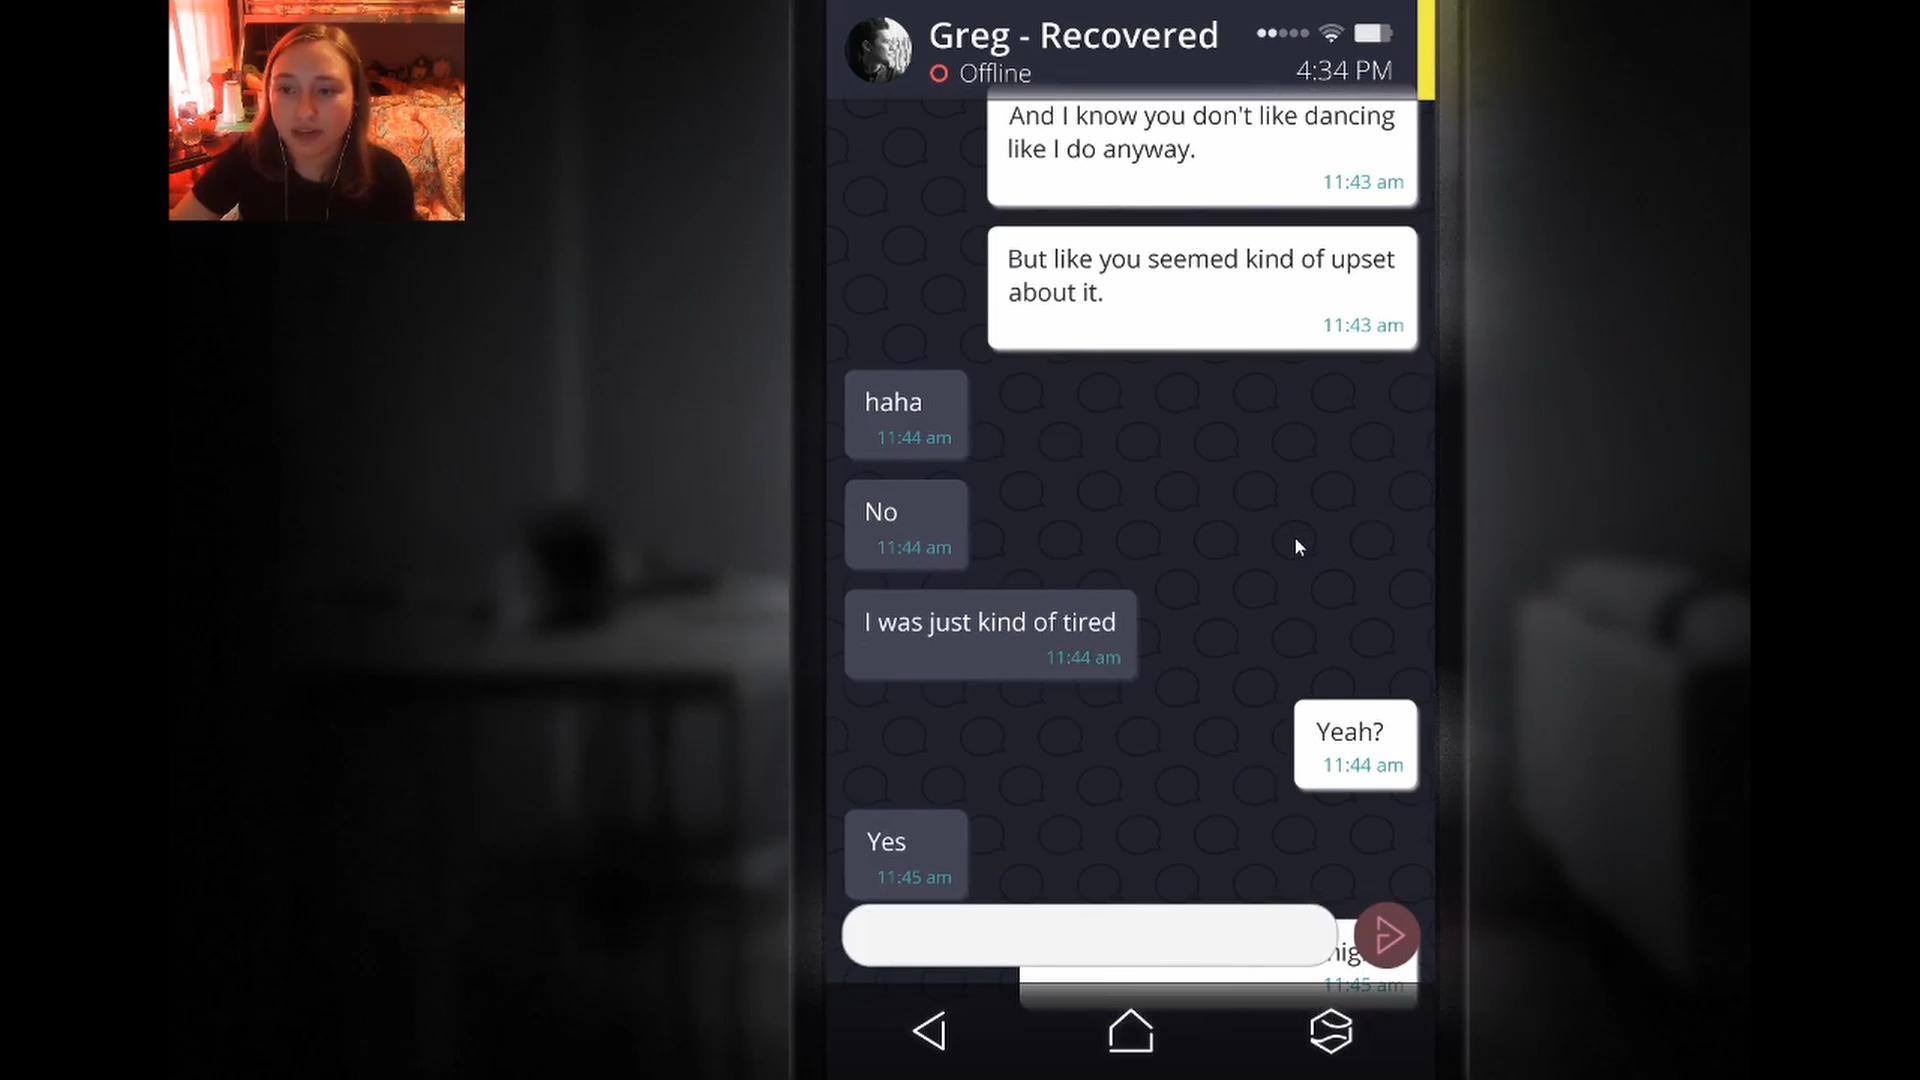 Greg - Recovered
Offline
4:34 PM
And I know you don't like dancing
like I do anyway.
11:43 am
But like you seemed kind of upset
about it.
11:43 am
haha
11:44 am
No
11:44 am
I was just kind of tired
11:44 am
Yeah?
11:44 am
Yes
11:45 am
11:45 am